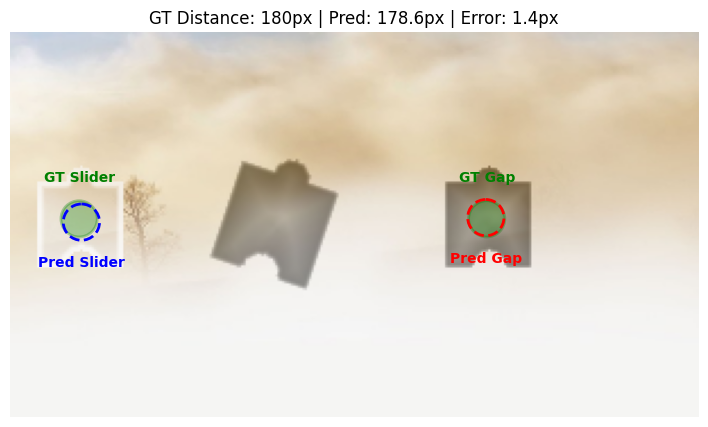 GT Distance: 180px | Pred: 178.6px | Error: 1.4px
GT Slider
GT Gap
Pred Slider
Pred Gap